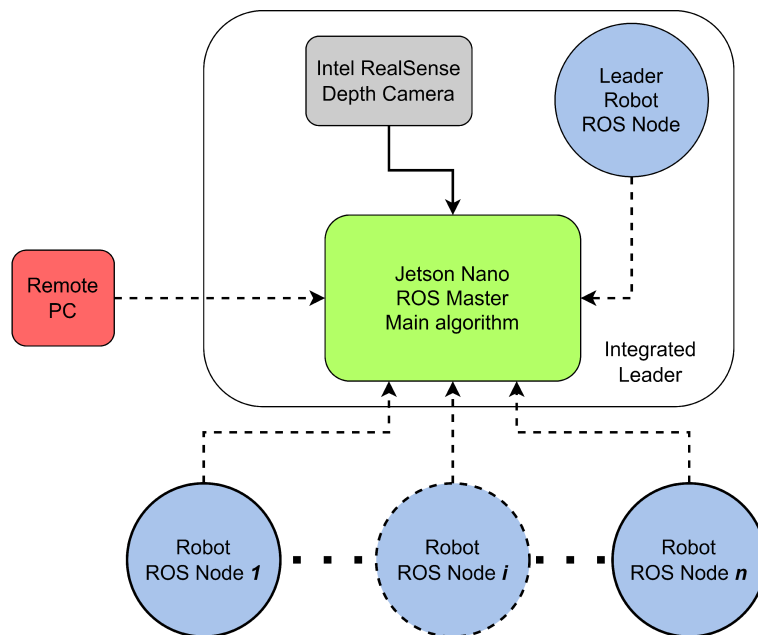 Intel RealSense
Depth Camera
Leader
Robot
ROS Node
Remote
PC
Jetson Nano
ROS Master
Main algorithm
Integrated
Leader
Robot
ROS Node 1
Robot
ROS Node i
Robot
ROS Node n